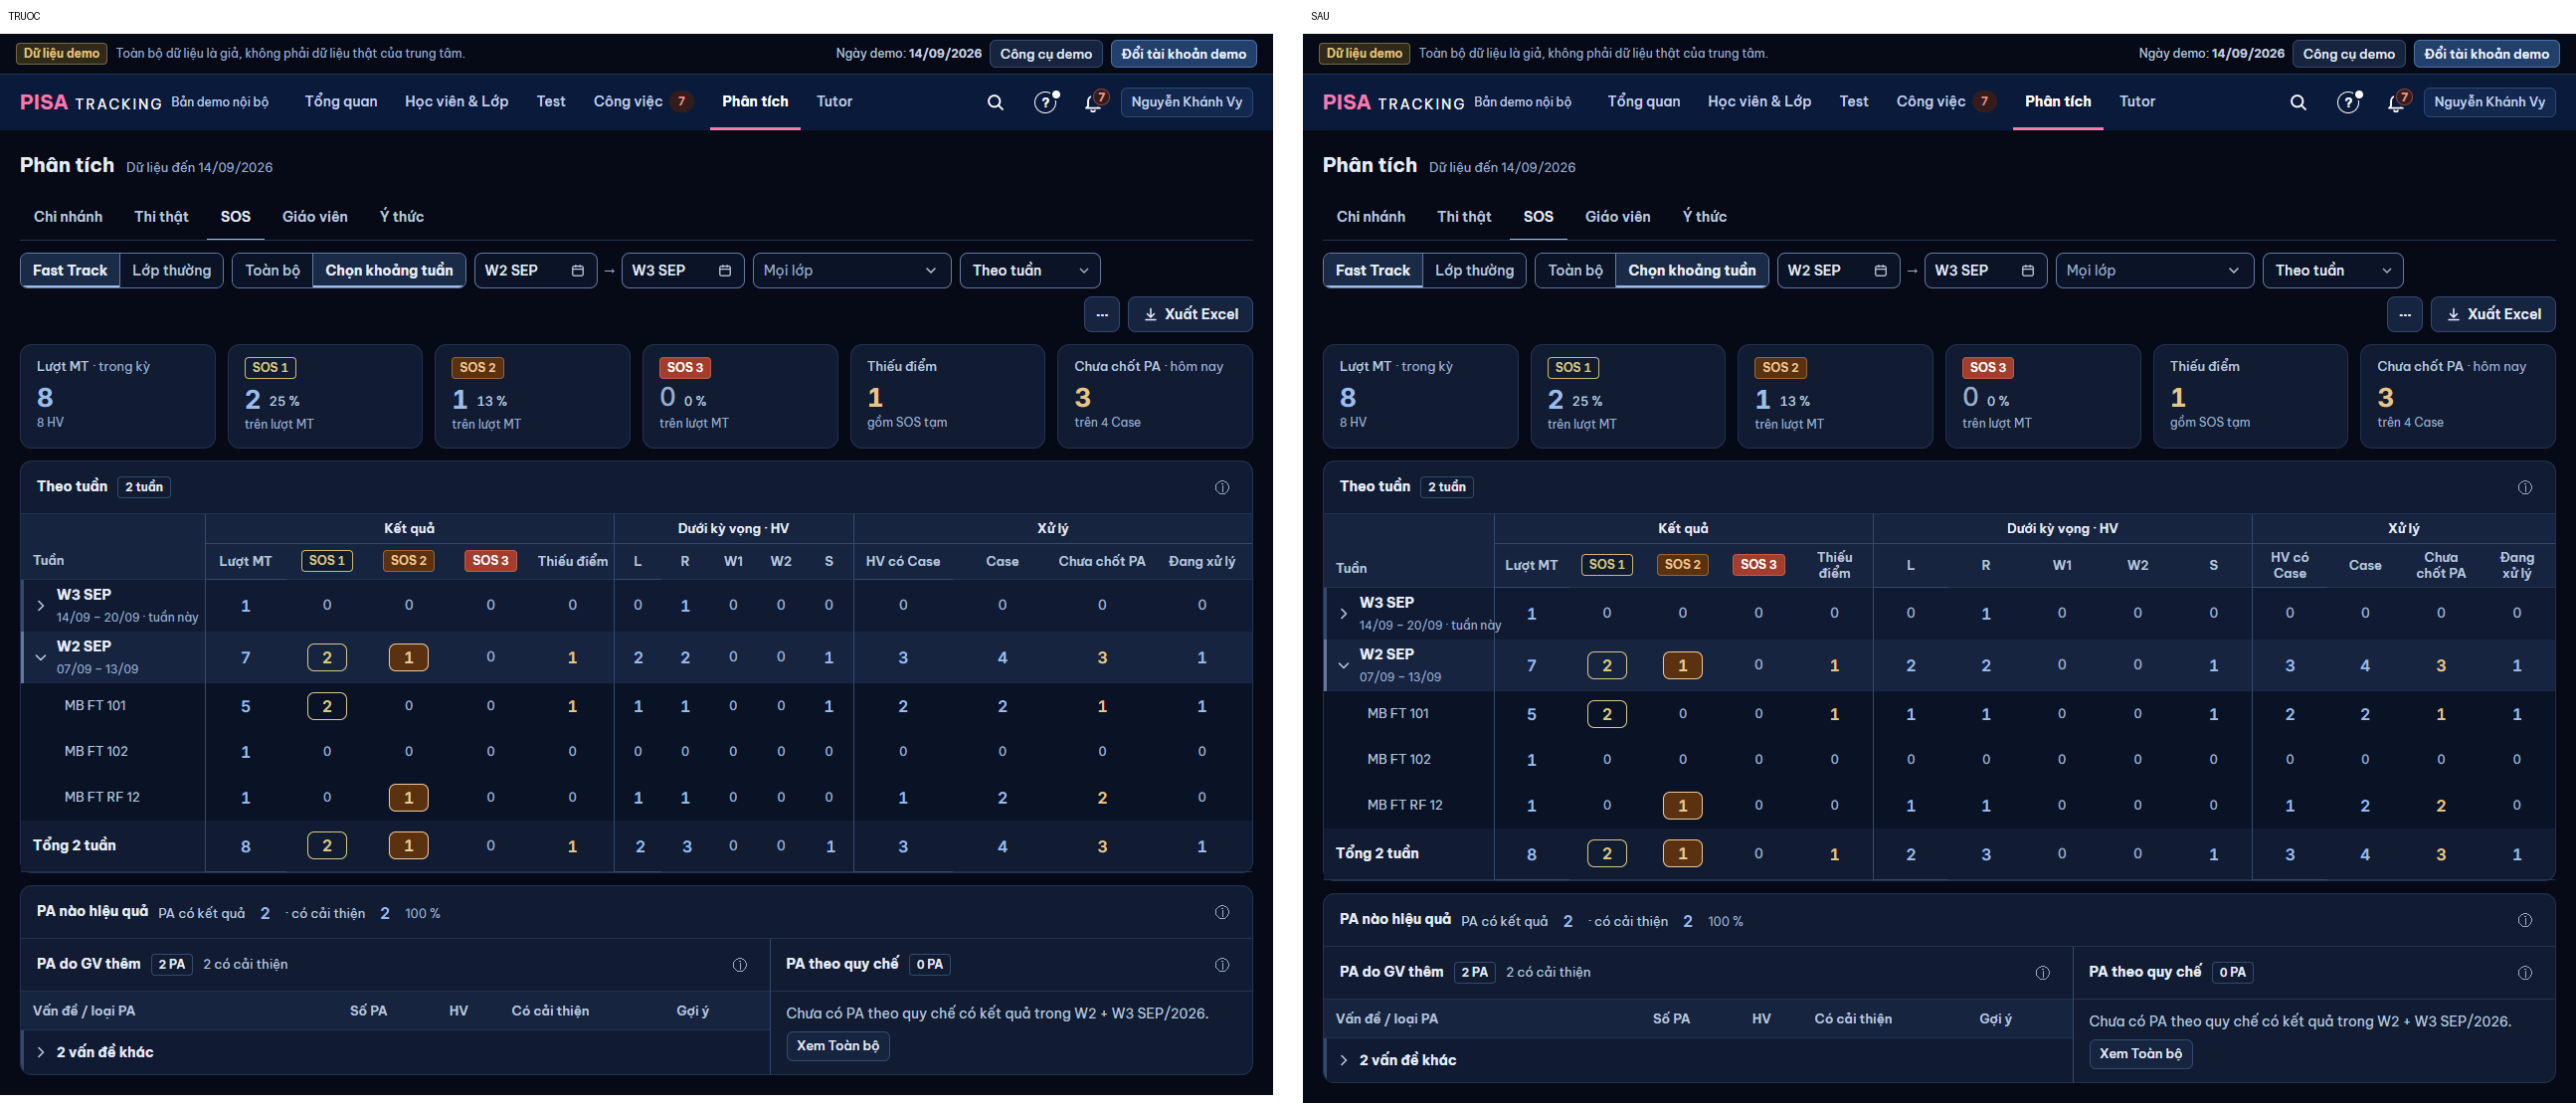 TRUOC
Dữ liệu demo Toàn bộ dữ liệu là giả, không phải dữ liệu thật của trung tâm. Ngày demo: 14/09/2026 Công cụ demo Đổi tài khoản demo
PISA TRACKING Bản demo nội bộ Tổng quan Học viên & Lớp Test Công việc 7 Phân tích Tutor ? 7 Nguyễn Khánh Vy
Phân tích Dữ liệu đến 14/09/2026
Chi nhánh Thi thật SOS Giáo viên Ý thức
Fast Track Lớp thường Toàn bộ Chọn khoảng tuần W2 SEP → W3 SEP Mọi lớp Theo tuần
... Xuất Excel
Lượt MT · trong kỳ SOS 1 SOS 2 SOS 3 Thiếu điểm Chưa chốt PA · hôm nay
8 2 25 % 1 13 % 0 0 % 1 3
8 HV trên lượt MT trên lượt MT trên lượt MT gồm SOS tạm trên 4 Case
Theo tuần 2 tuần
Kết quả Dưới kỳ vọng · HV Xử lý
Tuần Lượt MT SOS 1 SOS 2 SOS 3 Thiếu điểm L R W1 W2 S HV có Case Case Chưa chốt PA Đang xử lý
W3 SEP
14/09 – 20/09 · tuần này 1 0 0 0 0 0 1 0 0 0 0 0 0 0
W2 SEP
07/09 – 13/09 7 2 1 0 1 2 2 0 0 1 3 4 3 1
MB FT 101 5 2 0 0 1 1 1 0 0 1 2 2 1 1
MB FT 102 1 0 0 0 0 0 0 0 0 0 0 0 0 0
MB FT RF 12 1 0 1 0 0 1 1 0 0 0 1 2 2 0
Tổng 2 tuần 8 2 1 0 1 2 3 0 0 1 3 4 3 1
PA nào hiệu quả PA có kết quả 2 · có cải thiện 2 100 %
PA do GV thêm 2 PA 2 có cải thiện PA theo quy chế 0 PA
Vấn đề / loại PA Số PA HV Có cải thiện Gợi ý
Chưa có PA theo quy chế có kết quả trong W2 + W3 SEP/2026.
Xem Toàn bộ
2 vấn đề khác
SAU
Dữ liệu demo Toàn bộ dữ liệu là giả, không phải dữ liệu thật của trung tâm. Ngày demo: 14/09/2026 Công cụ demo Đổi tài khoản demo
PISA TRACKING Bản demo nội bộ Tổng quan Học viên & Lớp Test Công việc 7 Phân tích Tutor ? 7 Nguyễn Khánh Vy
Phân tích Dữ liệu đến 14/09/2026
Chi nhánh Thi thật SOS Giáo viên Ý thức
Fast Track Lớp thường Toàn bộ Chọn khoảng tuần W2 SEP → W3 SEP Mọi lớp Theo tuần
... Xuất Excel
Lượt MT · trong kỳ SOS 1 SOS 2 SOS 3 Thiếu điểm Chưa chốt PA · hôm nay
8 2 25 % 1 13 % 0 0 % 1 3
8 HV trên lượt MT trên lượt MT trên lượt MT gồm SOS tạm trên 4 Case
Theo tuần 2 tuần
Kết quả Dưới kỳ vọng · HV Xử lý
Tuần Lượt MT SOS 1 SOS 2 SOS 3 Thiếu điểm L R W1 W2 S HV có Case Case Chưa chốt PA Đang xử lý
W3 SEP
14/09 – 20/09 · tuần này 1 0 0 0 0 0 1 0 0 0 0 0 0 0
W2 SEP
07/09 – 13/09 7 2 1 0 1 2 2 0 0 1 3 4 3 1
MB FT 101 5 2 0 0 1 1 1 0 0 1 2 2 1 1
MB FT 102 1 0 0 0 0 0 0 0 0 0 0 0 0 0
MB FT RF 12 1 0 1 0 0 1 1 0 0 0 1 2 2 0
Tổng 2 tuần 8 2 1 0 1 2 3 0 0 1 3 4 3 1
PA nào hiệu quả PA có kết quả 2 · có cải thiện 2 100 %
PA do GV thêm 2 PA 2 có cải thiện PA theo quy chế 0 PA
Vấn đề / loại PA Số PA HV Có cải thiện Gợi ý
Chưa có PA theo quy chế có kết quả trong W2 + W3 SEP/2026.
Xem Toàn bộ
2 vấn đề khác